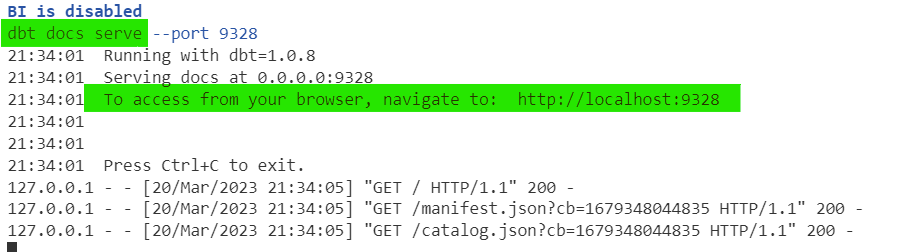 BI is disabled
dbt docs serve --port 9328
21:34:01  Running with dbt=1.0.8
21:34:01  Serving docs at 0.0.0.0:9328
21:34:01  To access from your browser, navigate to:  http://localhost:9328
21:34:01
21:34:01
21:34:01  Press Ctrl+C to exit.
127.0.0.1 - - [20/Mar/2023 21:34:05] "GET / HTTP/1.1" 200 -
127.0.0.1 - - [20/Mar/2023 21:34:05] "GET /manifest.json?cb=1679348044835 HTTP/1.1" 200 -
127.0.0.1 - - [20/Mar/2023 21:34:05] "GET /catalog.json?cb=1679348044835 HTTP/1.1" 200 -